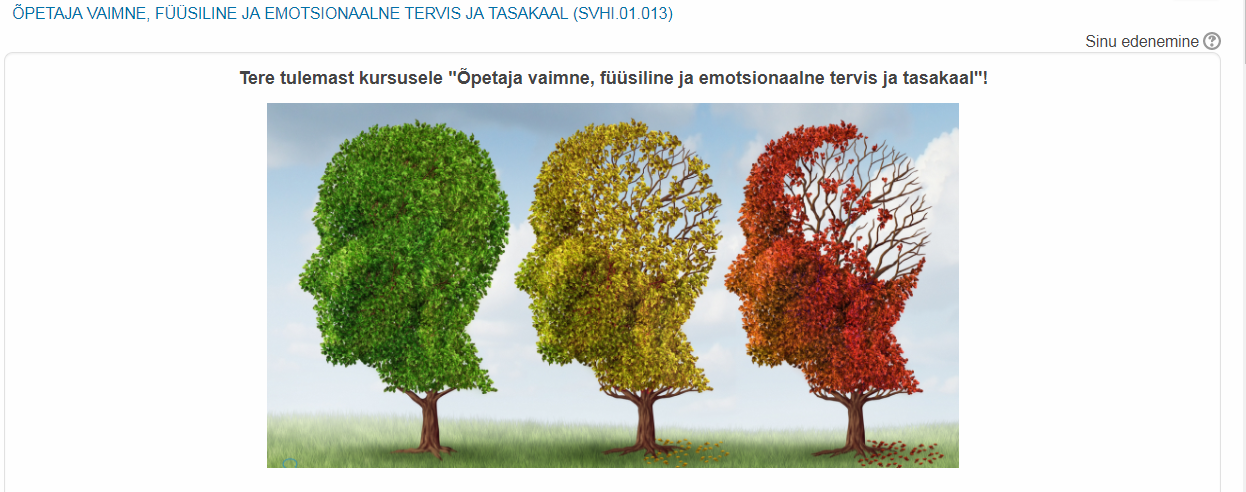 ÕPETAJA VAIMNE, FÜÜSILINE JA EMOTSIONAALNE TERVIS JA TASAKAAL (SVHI.01.013)
Sinu edenemine ?
Tere tulemast kursusele "Õpetaja vaimne, füüsiline ja emotsionaalne tervis ja tasakaal"!